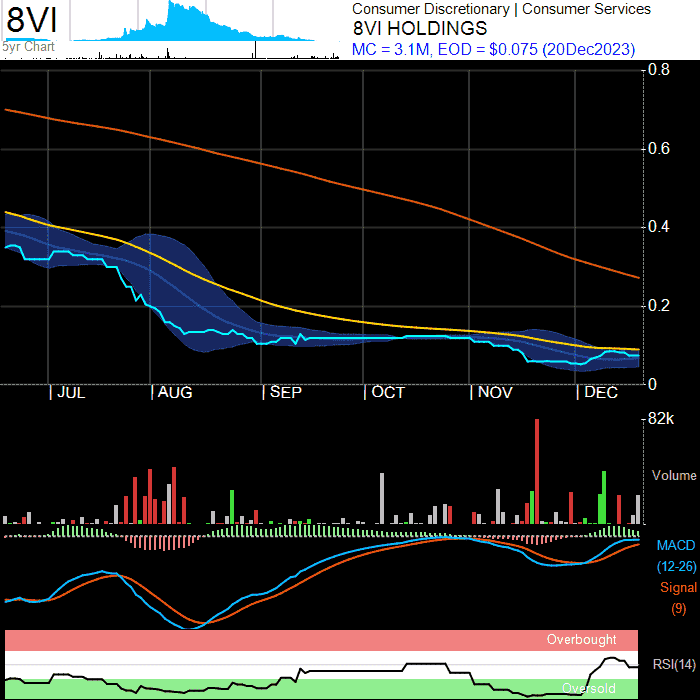 8VI
5yr Chart
Consumer Discretionary | Consumer Services
8VI HOLDINGS
MC = 3.1M, EOD = $0.075 (20Dec2023)
0.8
0.6
0.4
0.2
0
JUL AUG SEP OCT NOV DEC
82k
Volume
MACD
(12-26)
Signal
(9)
Overbought
RSI(14)
Oversold